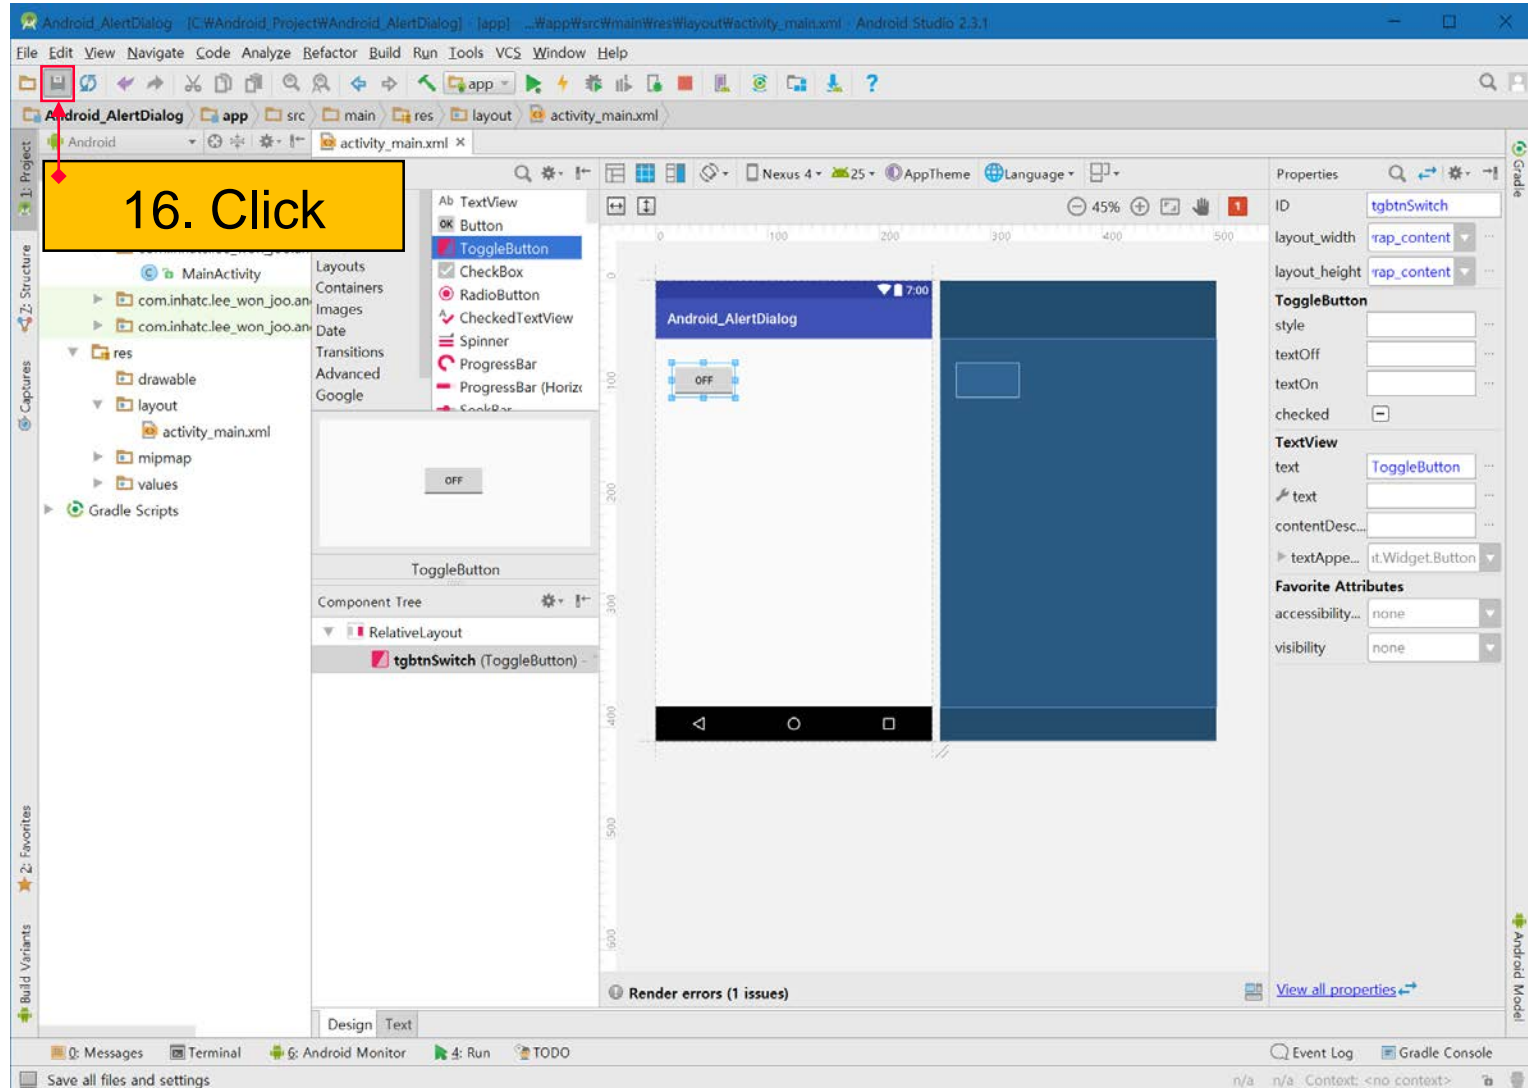 Android_AlertDialog - [C:₩Android_Project₩Android_AlertDialog] - [app] - ...₩app₩src₩main₩res₩layout₩activity_main.xml - Android Studio 2.3.1
File Edit View Navigate Code Analyze Refactor Build Run Tools VCS Window Help
app
Android_AlertDialog app src main res layout activity_main.xml
Android
activity_main.xml
16. Click
Nexus 4 25 AppTheme Language
Properties
45%
1
ID tgbtnSwitch
layout_width
layout_height
ToggleButton
style
textOff
textOn
checked
TextView
text ToggleButton
text
contentDesc...
textAppe... Widget.Button
Favorite Attributes
accessibility... none
visibility none
View all properties
Ab TextView
OK Button
ToggleButton
CheckBox
RadioButton
CheckedTextView
Spinner
ProgressBar
ProgressBar (Horiz
Layouts
Containers
Images
Date
Transitions
Advanced
Google
MainActivity
com.inhatc.lee_won_joo.an
com.inhatc.lee_won_joo.an
res
drawable
layout
activity_main.xml
mipmap
values
Gradle Scripts
OFF
ToggleButton
Component Tree
RelativeLayout
tgbtnSwitch (ToggleButton) -
0 100 200 300 400 500
0
100
200
300
400
500
600
7:00
Android_AlertDialog
OFF
Render errors (1 issues)
Design Text
1: Project
Z: Structure
Captures
2: Favorites
Build Variants
Gradle
Android Model
0: Messages Terminal 6: Android Monitor 4: Run TODO
Event Log Gradle Console
Save all files and settings
n/a n/a Context: <no context>